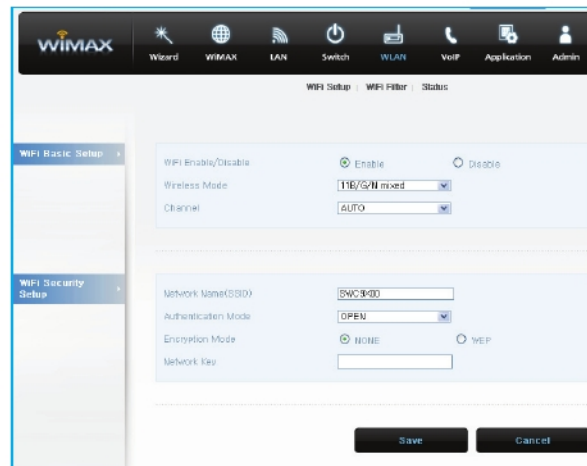 WiMAX
Wizard WiMAX LAN Switch WLAN VoIP Application Admin
WiFi Setup | WiFi Filter | Status
WiFi Basic Setup
WiFi Enable/Disable Enable Disable
Wireless Mode 11B/G/N mixed
Channel AUTO
WiFi Security
Setup
Network Name(SSID)
Authentication Mode OPEN
Encryption Mode NONE WEP
Network Key
Save Cancel